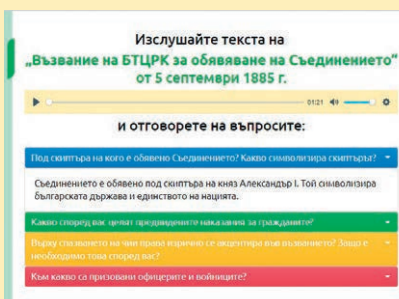 Изслушайте текста на
„Възвание на БТЦРК за обявяване на Съединението“
от 5 септември 1885 г.
01:21
и отговорете на въпросите:
Под скиптъра на кого е обявено Съединението? Какво символизира скиптърът?
Съединението е обявено под скиптъра на княз Александър I. Той символизира
българската държава и единството на нацията.
Какво според вас целят предвидените наказания за гражданите?
Върху спазването на чии права изрично се акцентира във възванието? Защо е
необходимо това според вас?
Към какво са призовани офицерите и войниците?